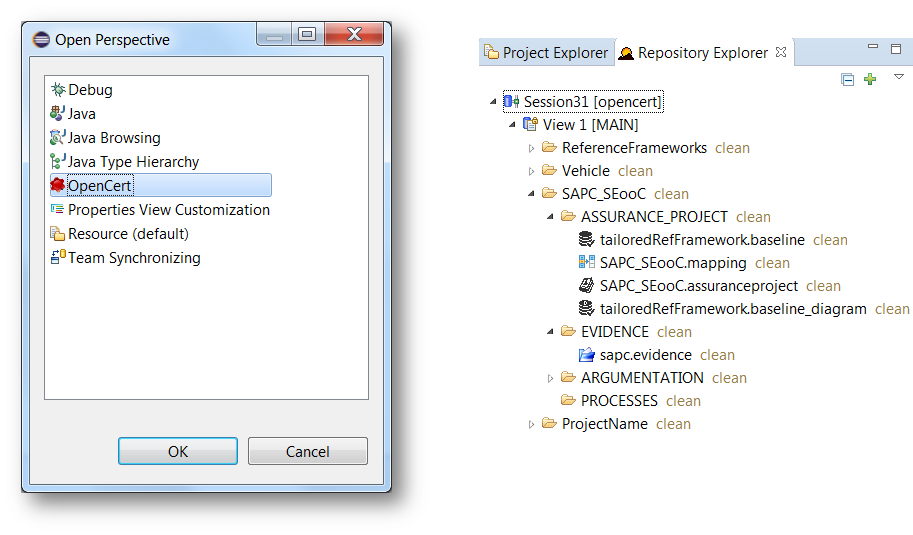 Open Perspective
Debug
Java
Java Browsing
Java Type Hierarchy
OpenCert
Properties View Customization
Resource (default)
Team Synchronizing
OK
Cancel
Project Explorer
Repository Explorer
Session31 [opencert]
View 1 [MAIN]
ReferenceFrameworks clean
Vehicle clean
SAPC_SEooC clean
ASSURANCE_PROJECT clean
tailoredRefFramework.baseline clean
SAPC_SEooC.mapping clean
SAPC_SEooC.assuranceproject clean
tailoredRefFramework.baseline_diagram clean
EVIDENCE clean
sapc.evidence clean
ARGUMENTATION clean
PROCESSES clean
ProjectName clean